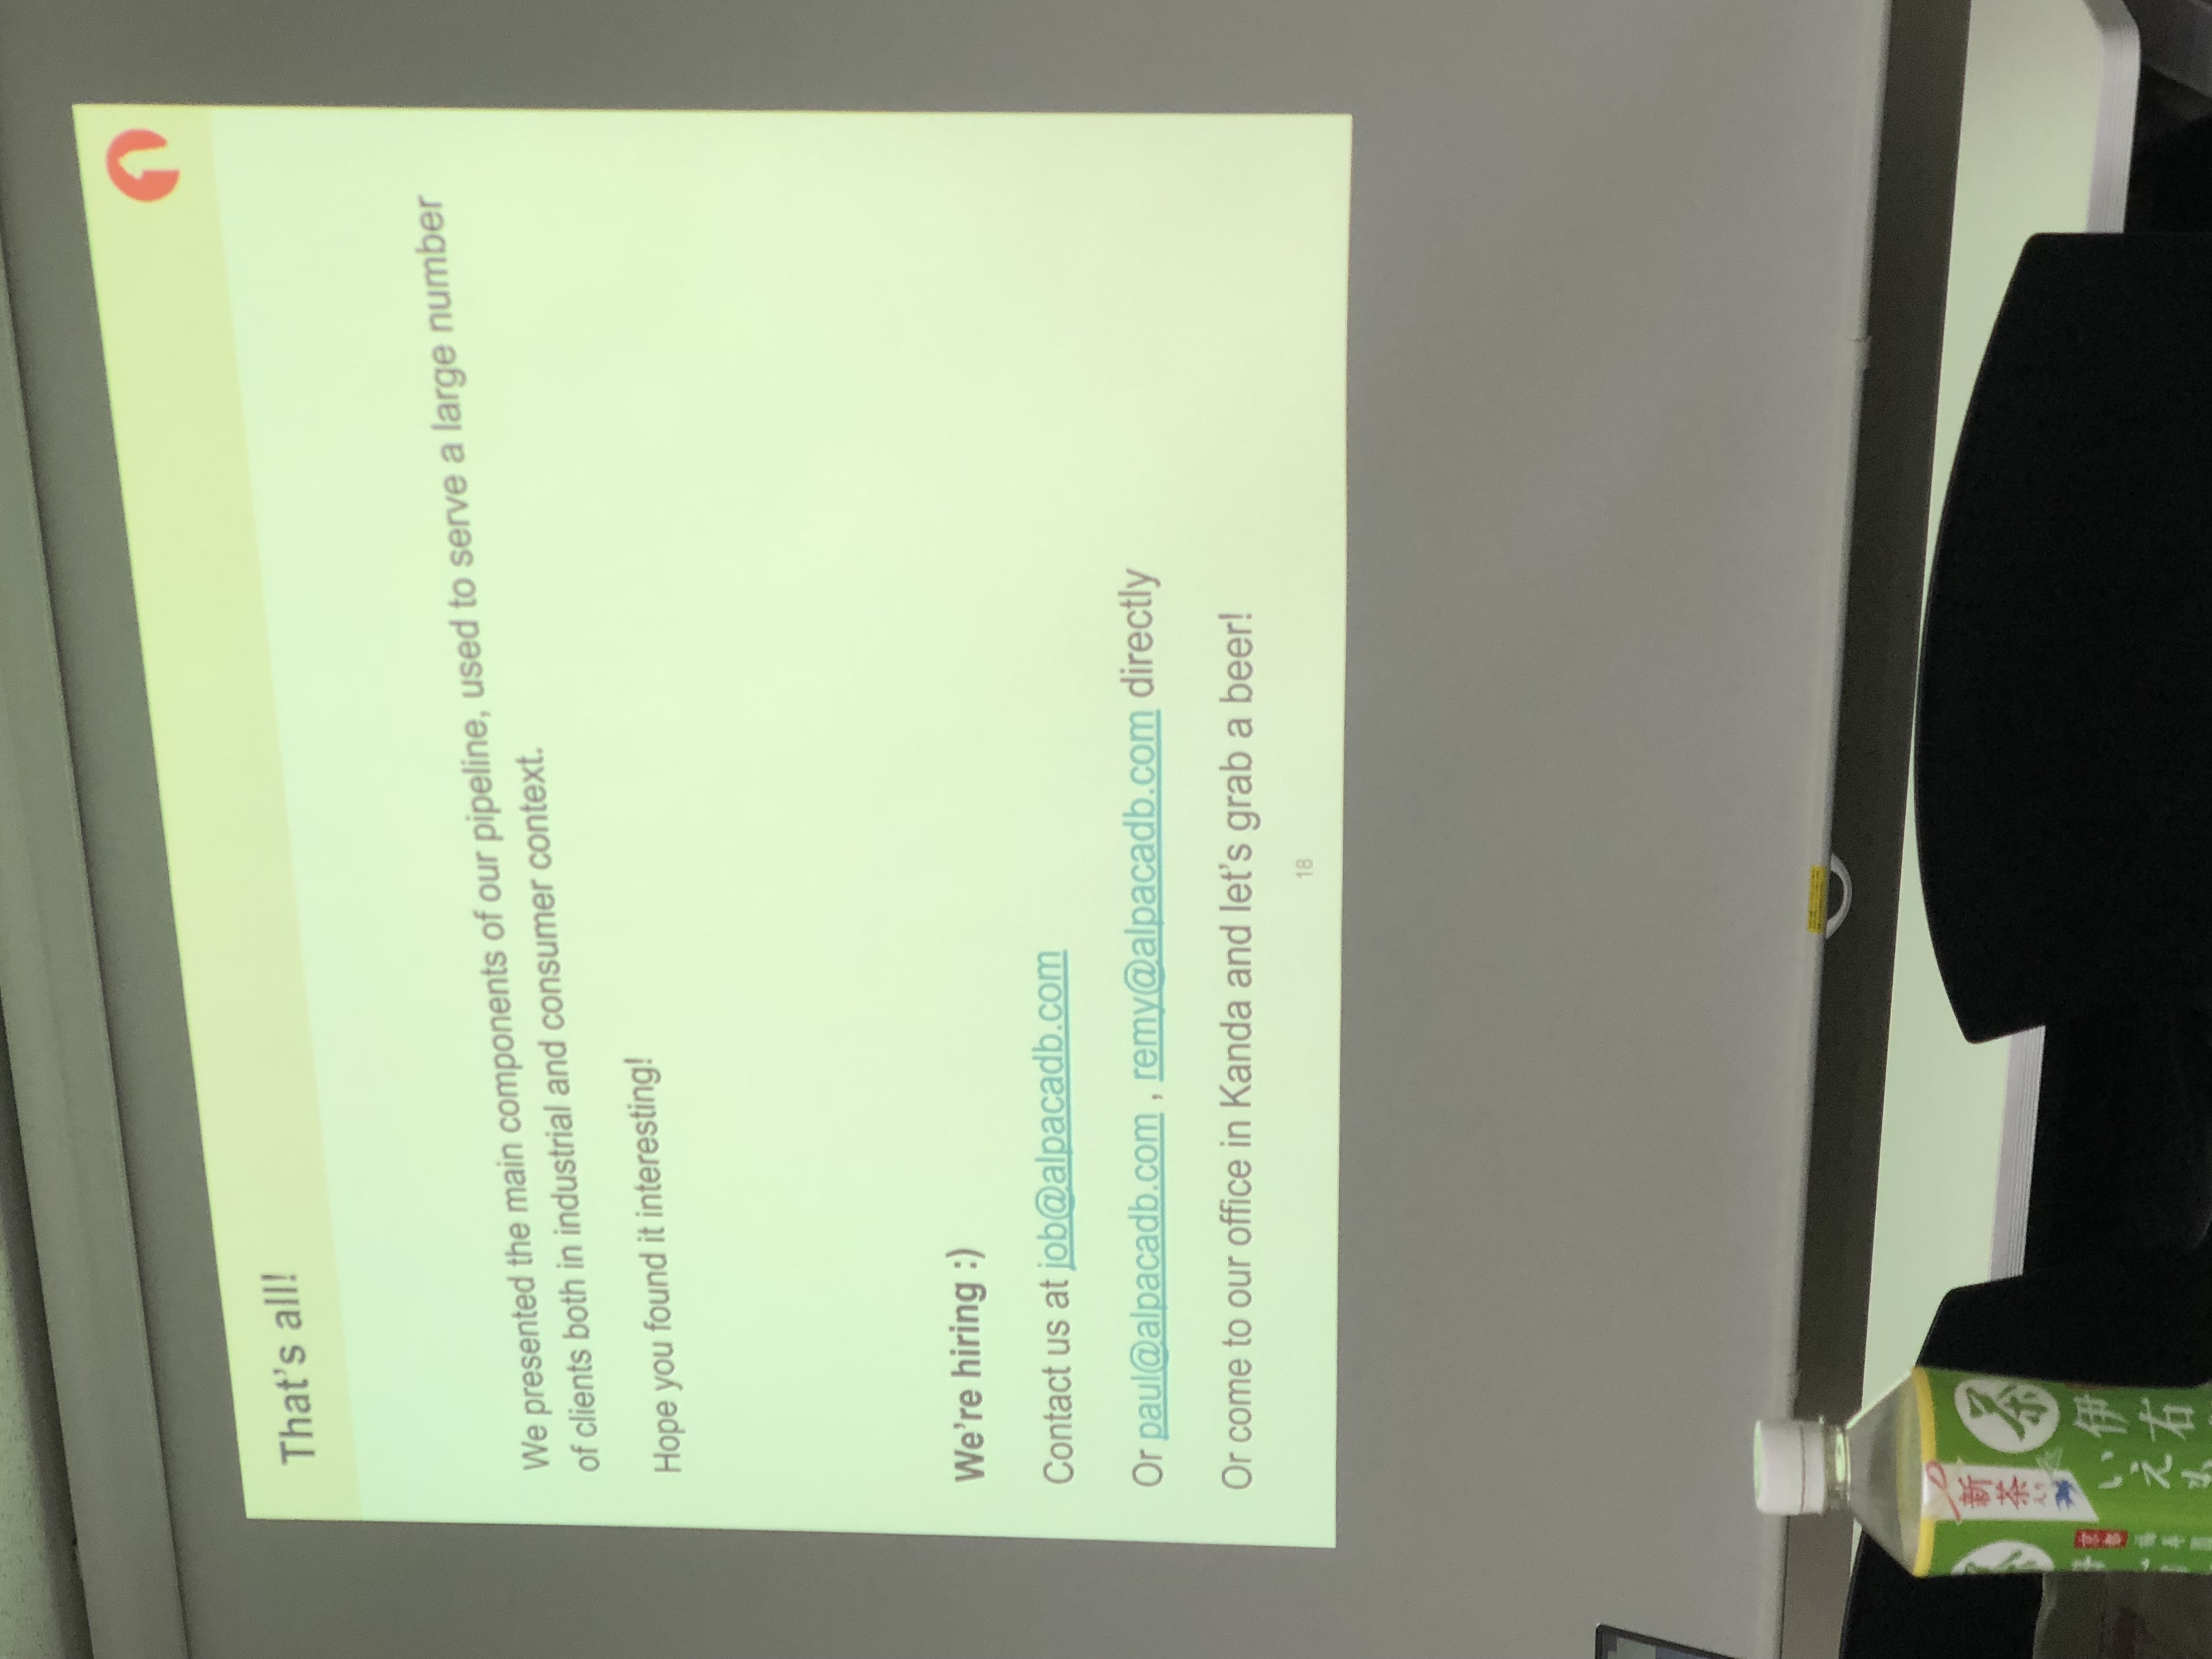 That's all!
We presented the main components of our pipeline, used to serve a large number
of clients both in industrial and consumer context.
Hope you found it interesting!
We're hiring :)
Contact us at job@alpacadb.com
Or paul@alpacadb.com , remy@alpacadb.com directly
Or come to our office in Kanda and let's grab a beer!
18
新茶
入り
茶
京都
伊右
いえも